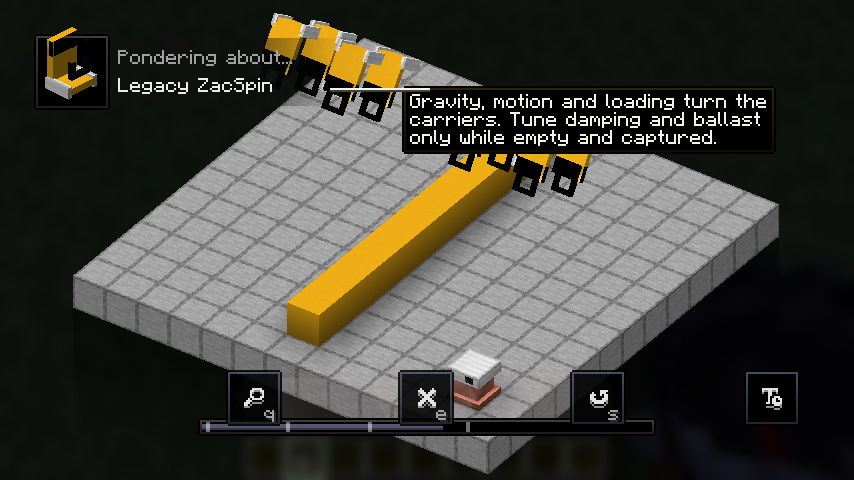 Pondering about...
Legacy ZacSpin
Gravity, motion and loading turn the
carriers. Tune damping and ballast
only while empty and captured.
q
e
s
T